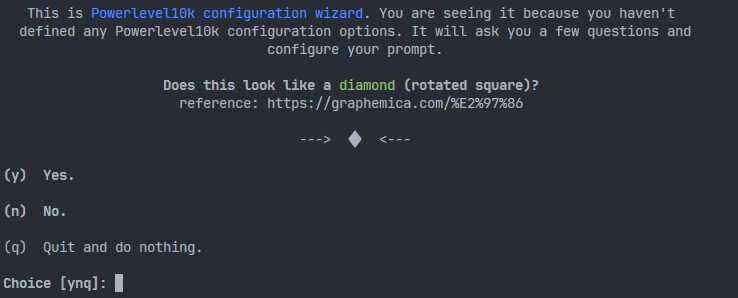 This is Powerlevel10k configuration wizard. You are seeing it because you haven't
defined any Powerlevel10k configuration options. It will ask you a few questions and
configure your prompt.
Does this look like a diamond (rotated square)?
reference: https://graphemica.com/%E2%97%86
---> ◆ <---
(y) Yes.
(n) No.
(q) Quit and do nothing.
Choice [ynq]: